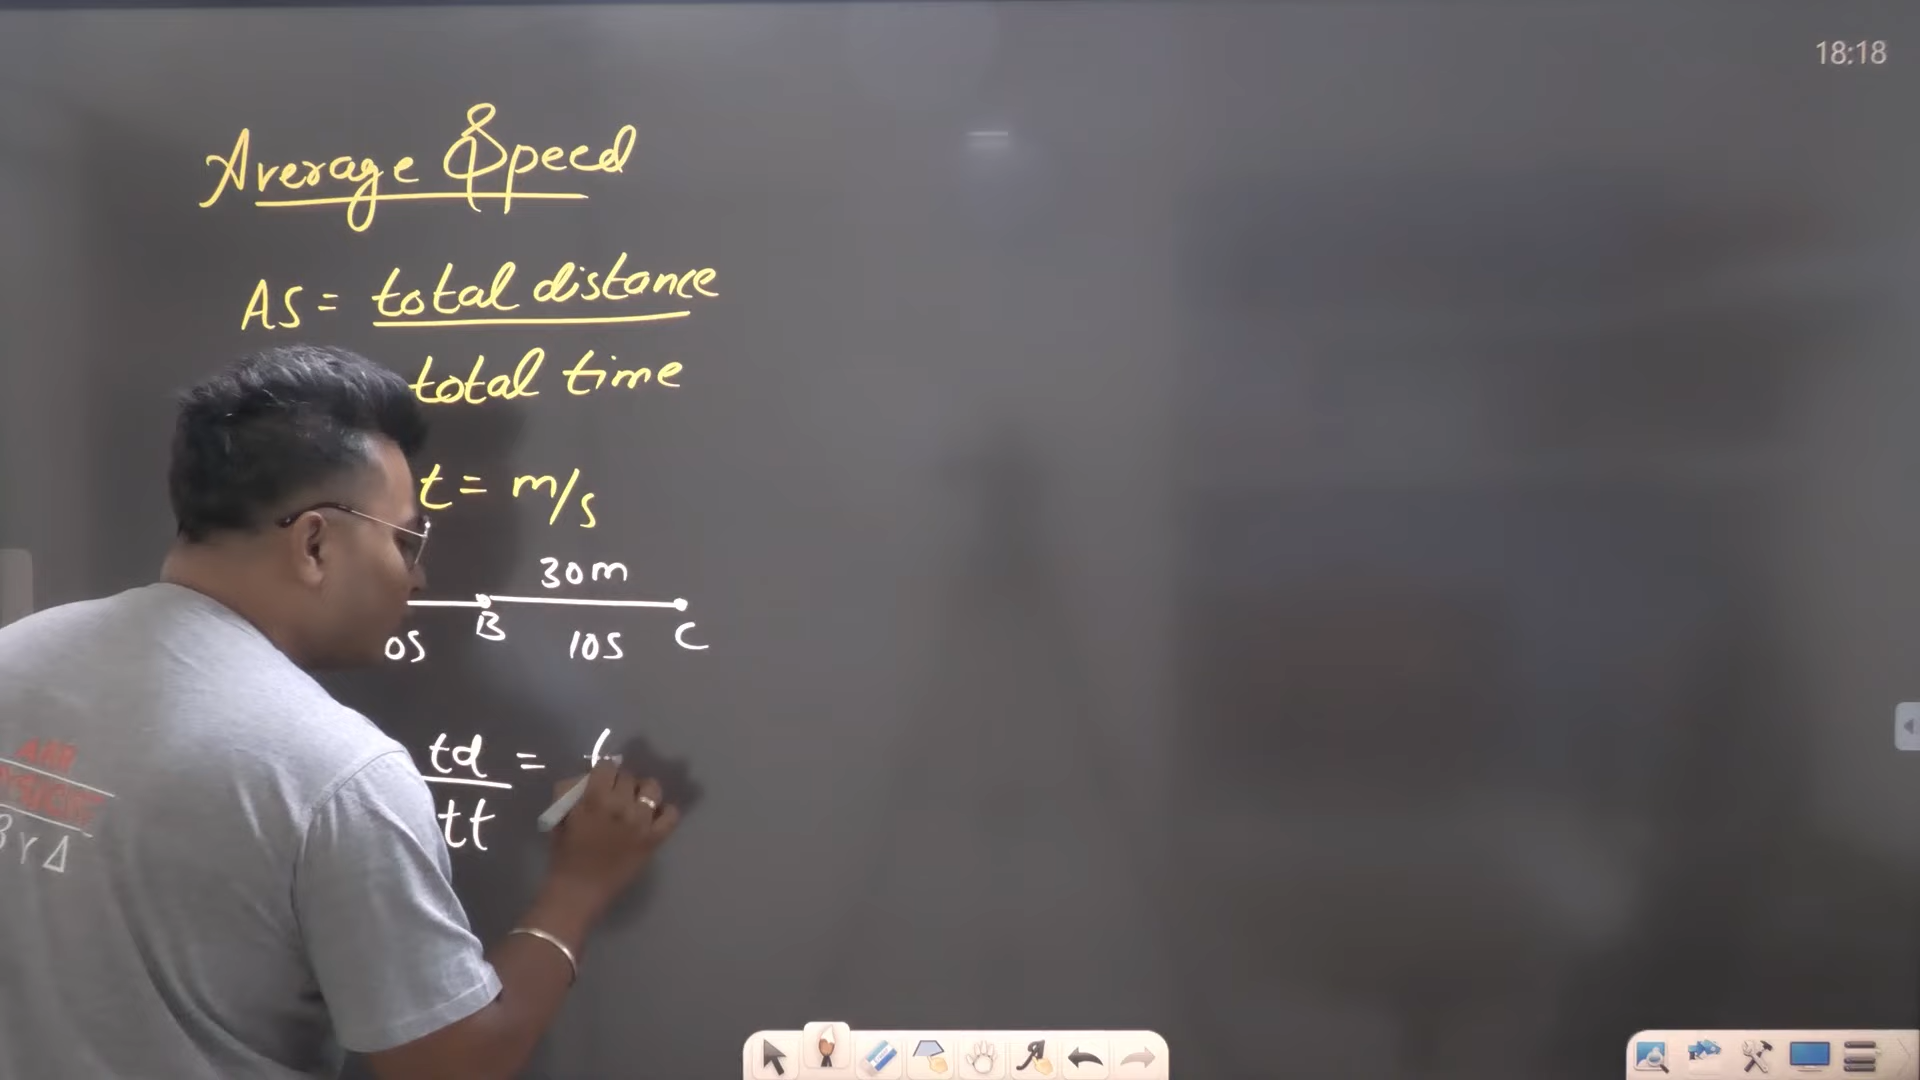 18:18
Average Speed
AS = total distance
total time
t = m/s
30m
B
C
0s
10s
td =
tt